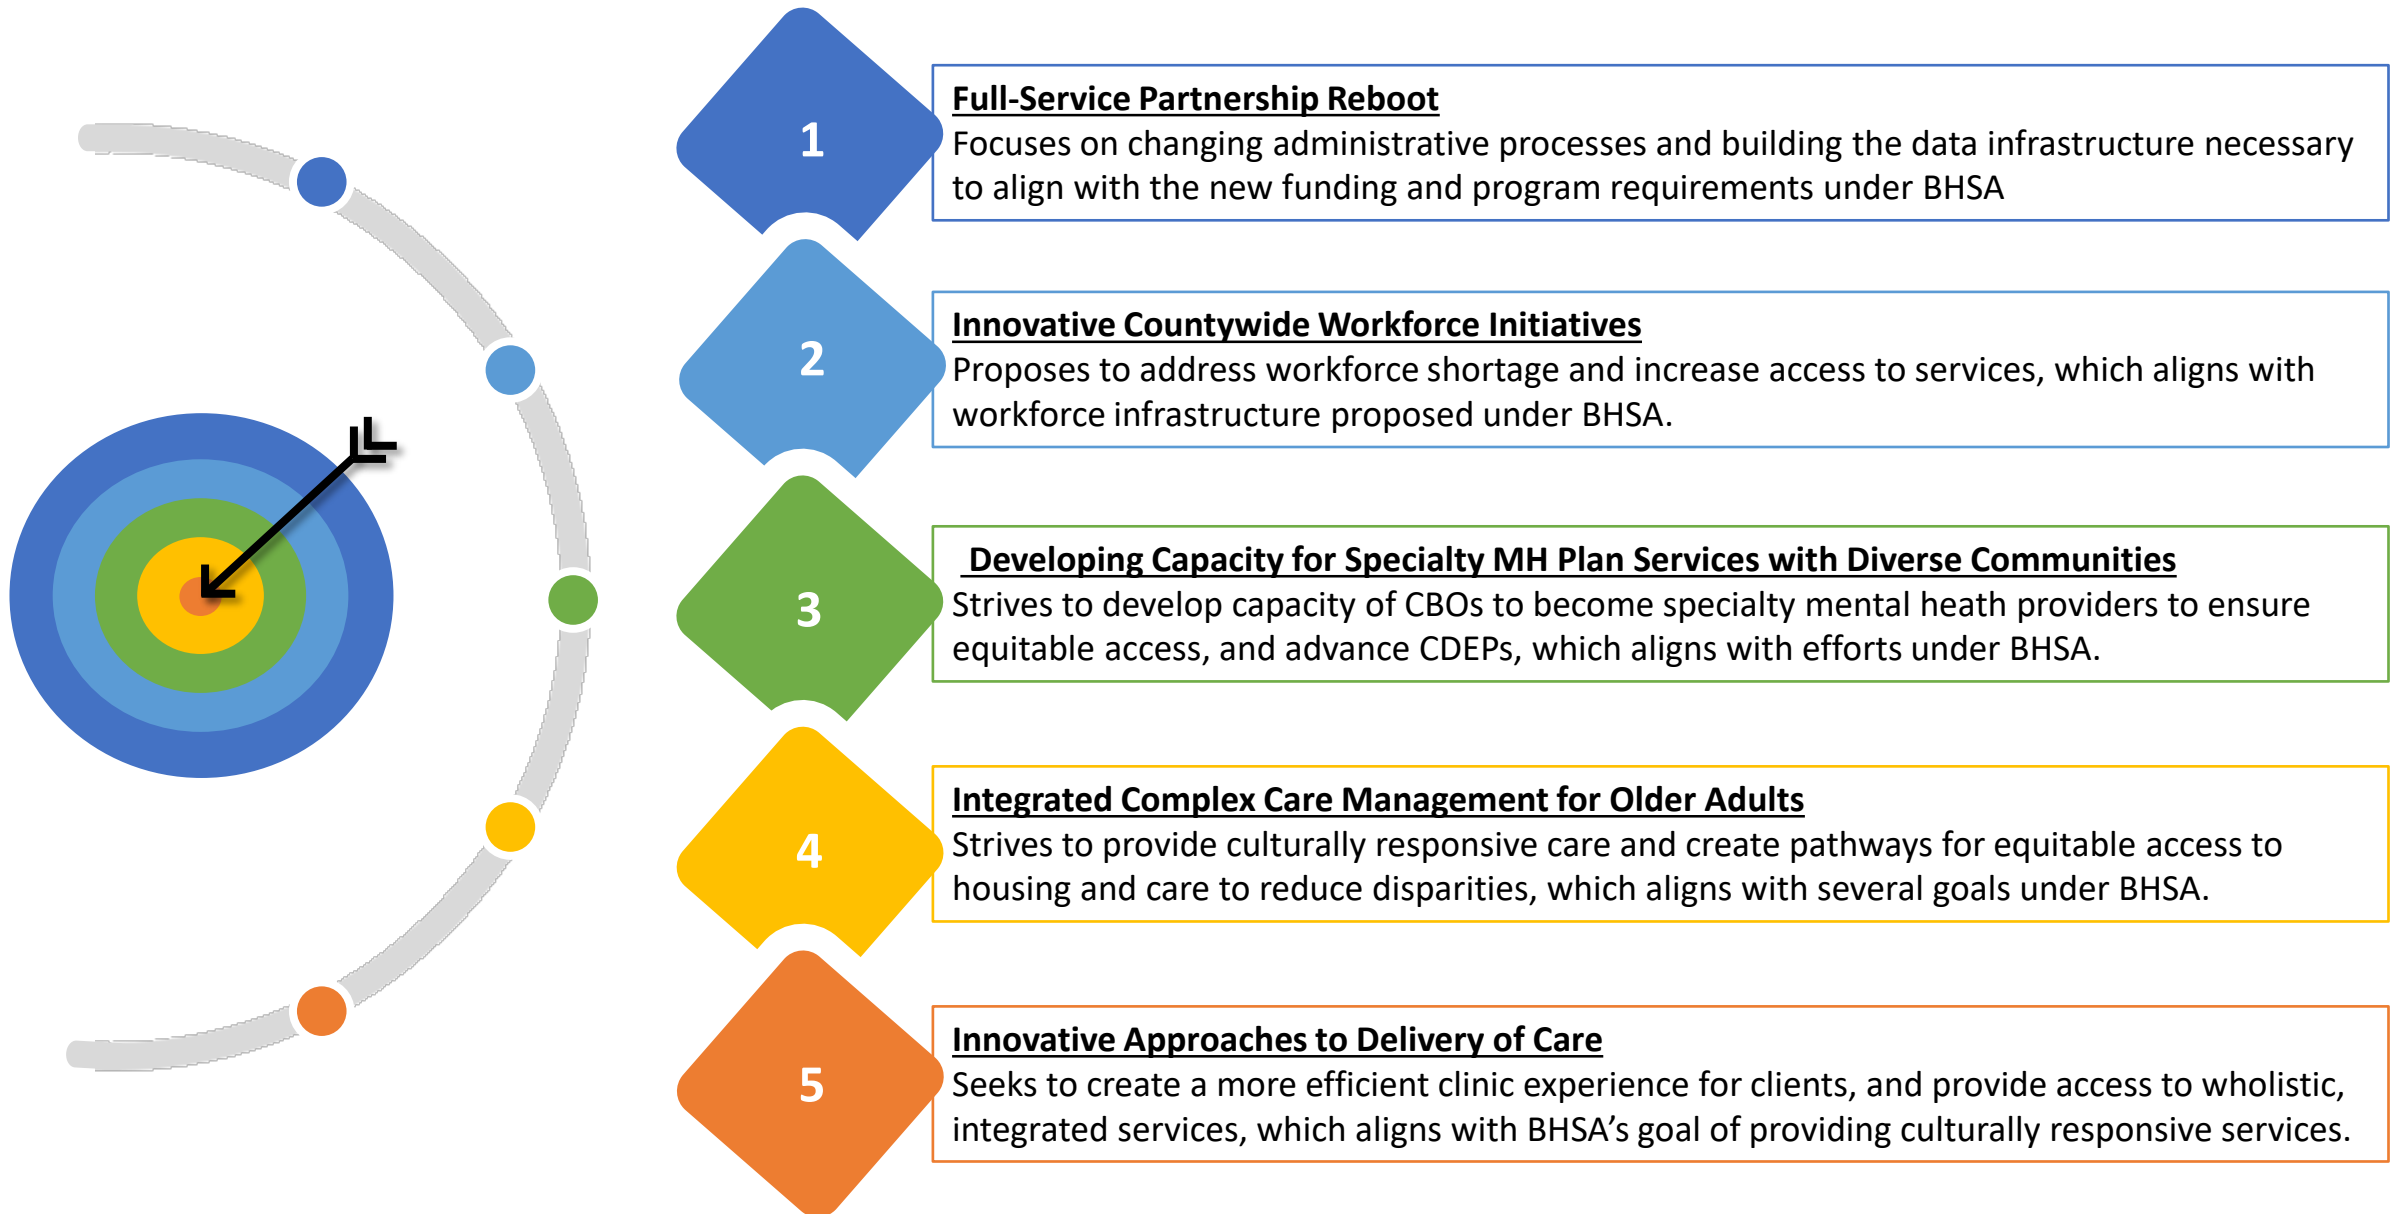 1
Full-Service Partnership Reboot
Focuses on changing administrative processes and building the data infrastructure necessary
to align with the new funding and program requirements under BHSA
2
Innovative Countywide Workforce Initiatives
Proposes to address workforce shortage and increase access to services, which aligns with
workforce infrastructure proposed under BHSA.
3
Developing Capacity for Specialty MH Plan Services with Diverse Communities
Strives to develop capacity of CBOs to become specialty mental heath providers to ensure
equitable access, and advance CDEPs, which aligns with efforts under BHSA.
4
Integrated Complex Care Management for Older Adults
Strives to provide culturally responsive care and create pathways for equitable access to
housing and care to reduce disparities, which aligns with several goals under BHSA.
5
Innovative Approaches to Delivery of Care
Seeks to create a more efficient clinic experience for clients, and provide access to wholistic,
integrated services, which aligns with BHSA’s goal of providing culturally responsive services.